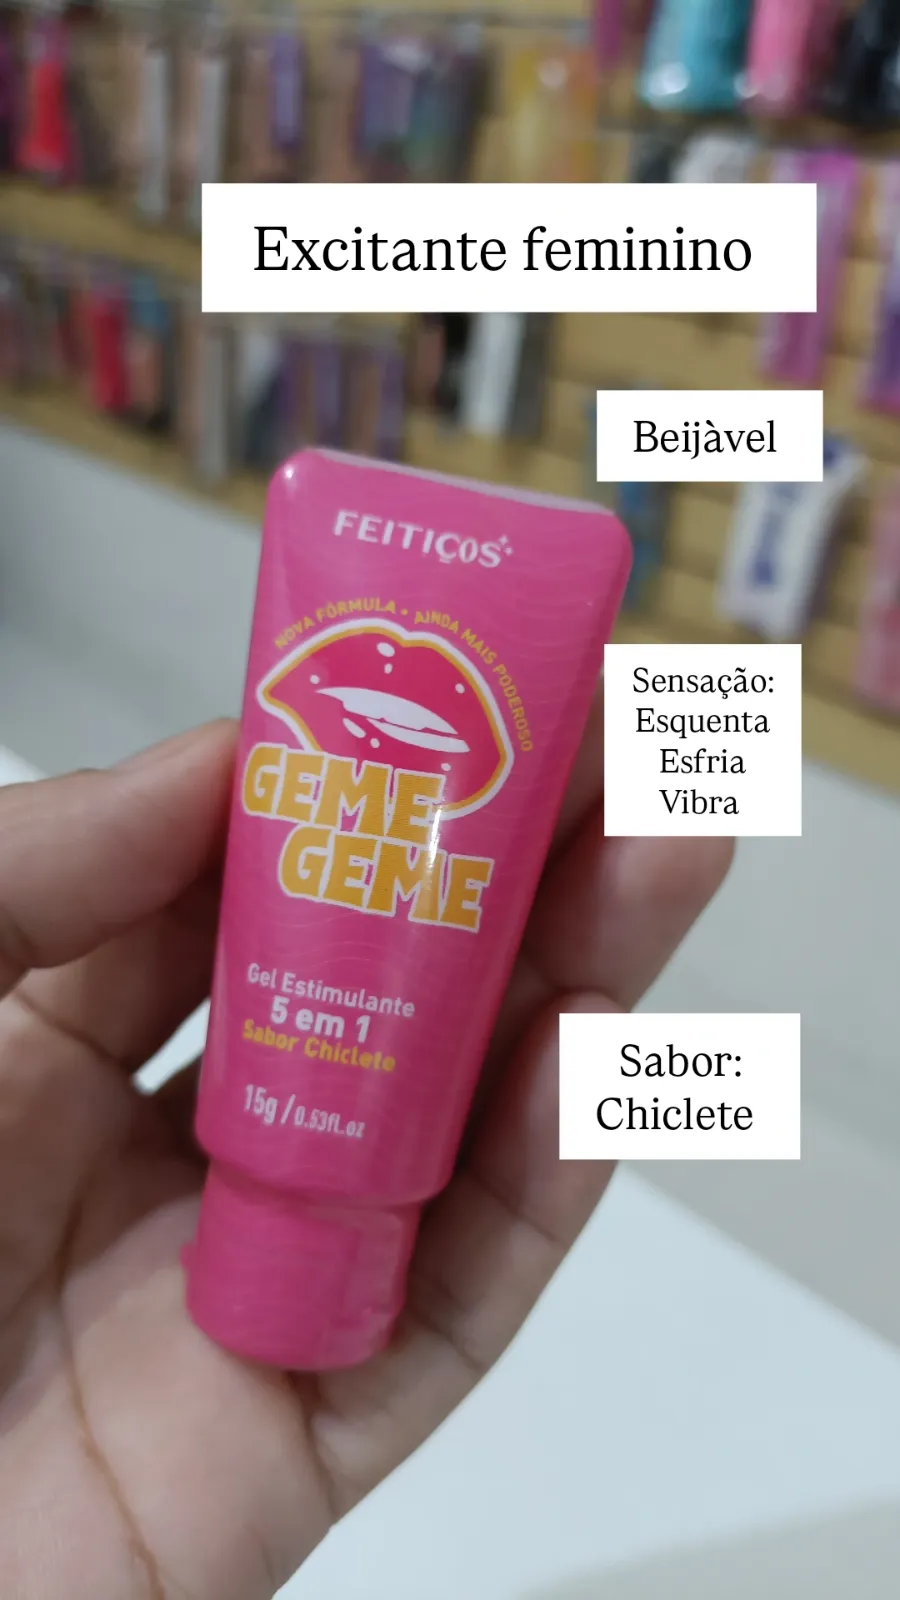 Excitante feminino
Beijàvel
FEITIÇOS
NOVA FÓRMULA • AINDA MAIS PODEROSO
Sensação:
Esquenta
Esfria
Vibra
GEME
GEME
Gel Estimulante
5 em 1
Sabor Chiclete
15g / 0.53fl.oz
Sabor:
Chiclete